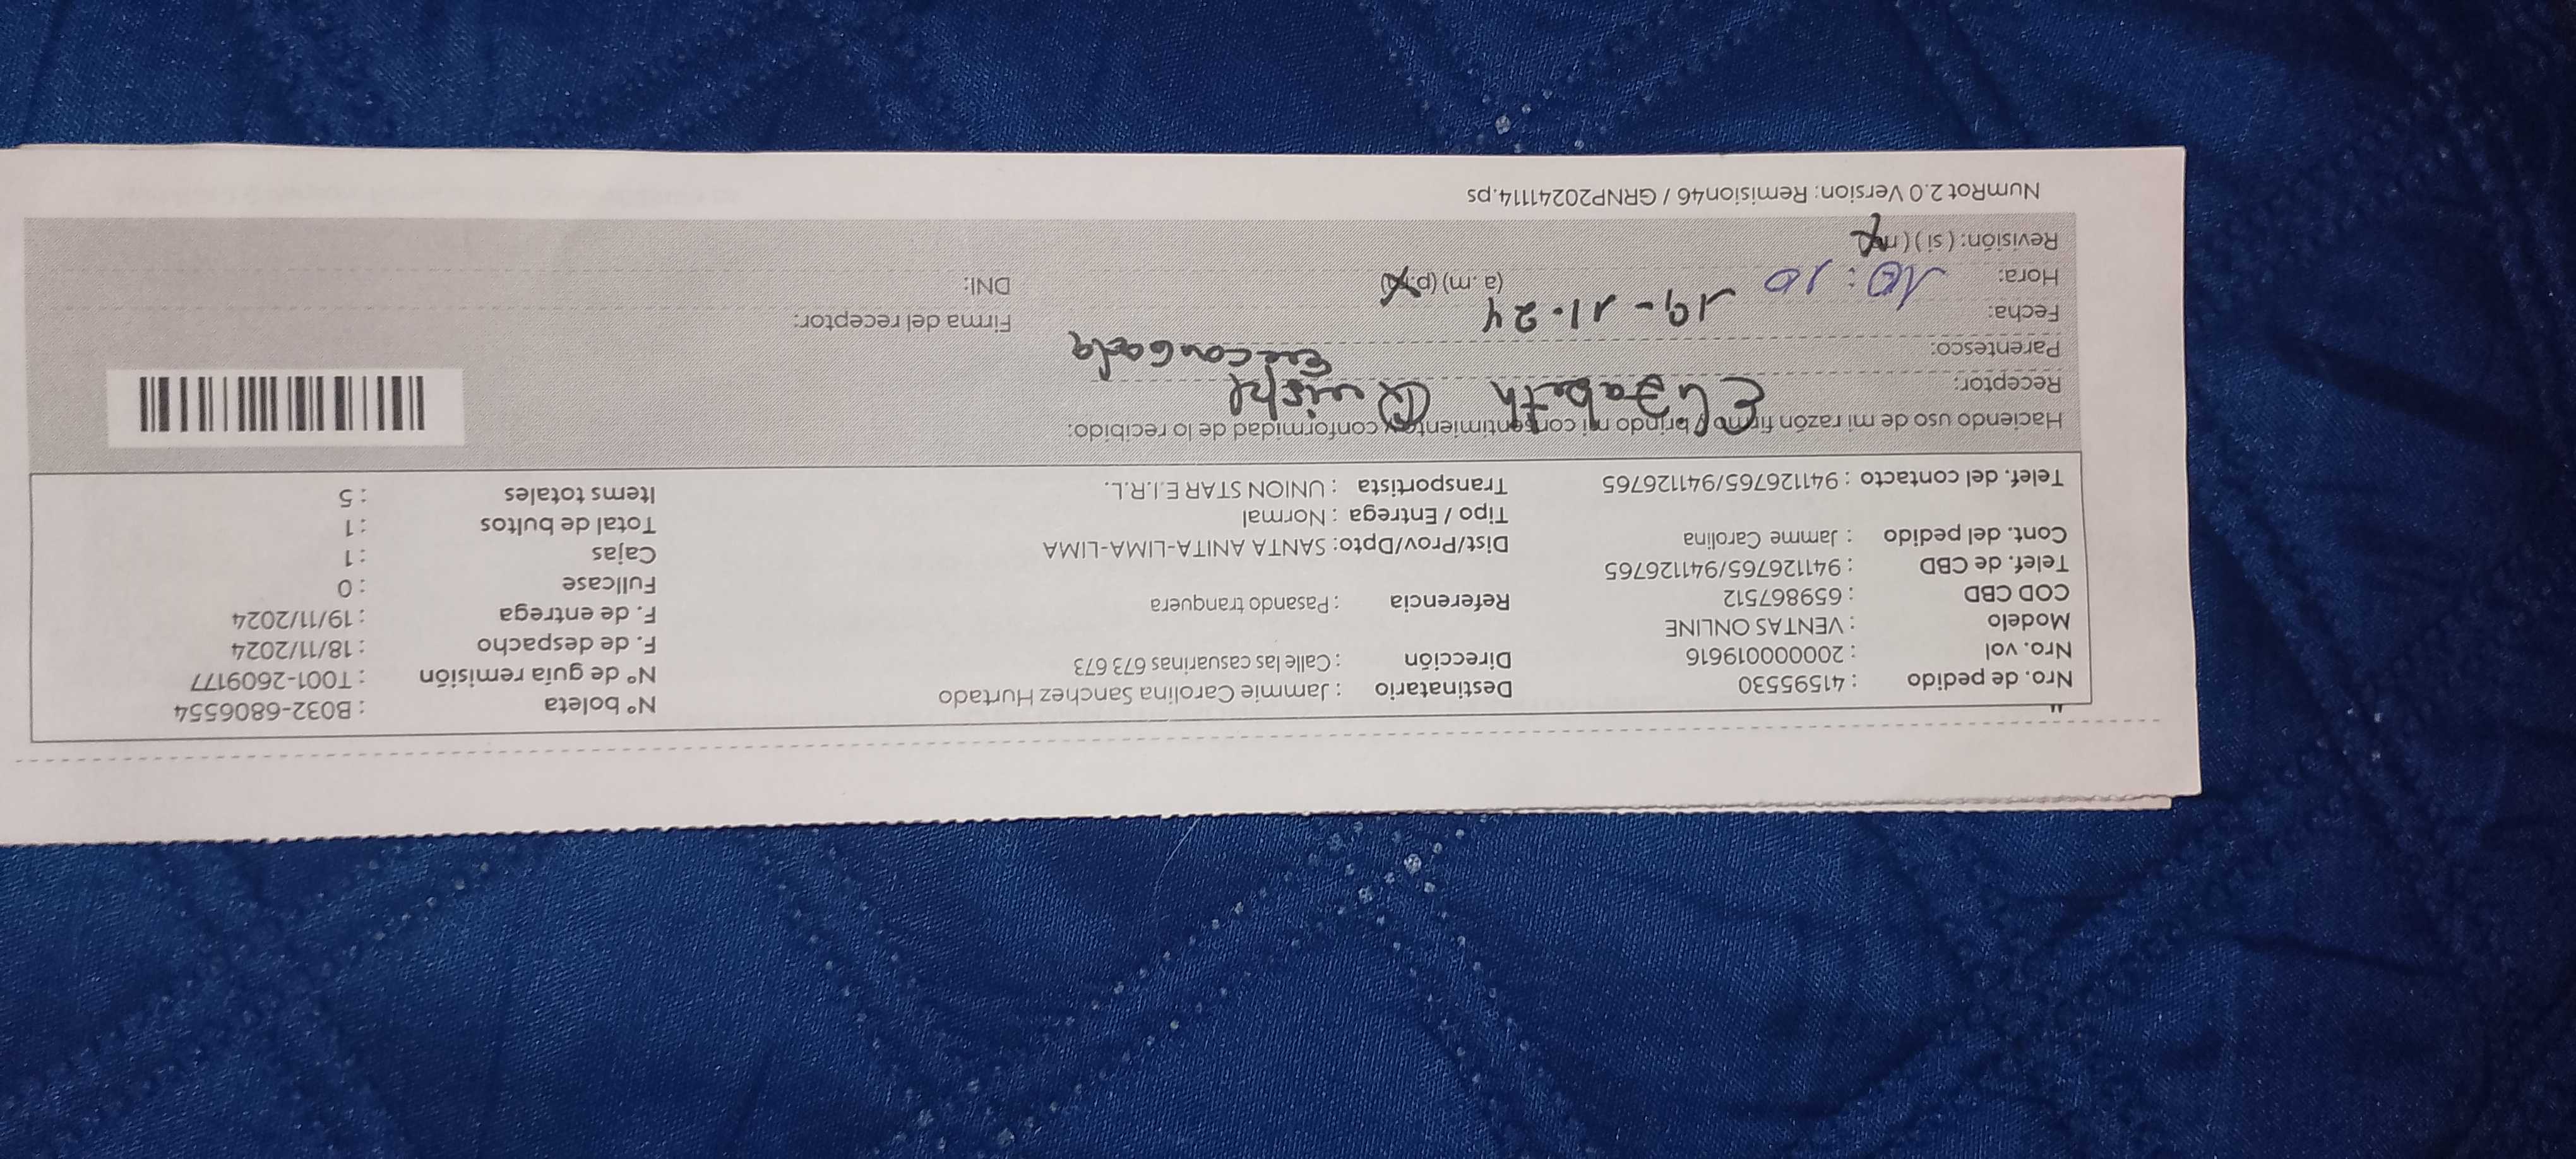 "
Nro. de pedido : 41595530 Destinatario : Jammie Carolina Sanchez Hurtado N° boleta : B032-6806554
Nro. vol : 2000000019616 Dirección : Calle las casuarinas 673 673 N° de guía remisión : T001-2609177
Modelo : VENTAS ONLINE F. de despacho : 18/11/2024
COD CBD : 659867512 Referencia : Pasando tranquera F. de entrega : 19/11/2024
Telef. de CBD : 941126765/941126765 Fullcase : 0
Cont. del pedido : Jamme Carolina Dist/Prov/Dpto: SANTA ANITA-LIMA-LIMA Cajas : 1
Tipo / Entrega : Normal Total de bultos : 1
Telef. del contacto : 941126765/941126765 Transportista : UNION STAR E.I.R.L. Items totales : 5
Haciendo uso de mi razón firmo y brindo mi consentimiento y conformidad de lo recibido:
Receptor: Elizabeth Quispe
Parentesco: Encargada
Fecha: 19-11-24 Firma del receptor:
Hora: 10:10 (a.m) (p.m) DNI:
Revisión: (si) (no)
NumRot 2.0 Version: Remision46 / GRNP20241114.ps